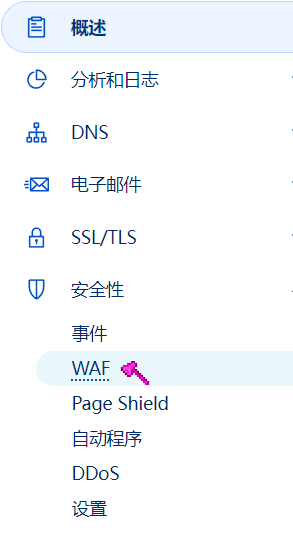 概述
分析和日志
DNS
电子邮件
SSL/TLS
安全性
事件
WAF
Page Shield
自动程序
DDoS
设置